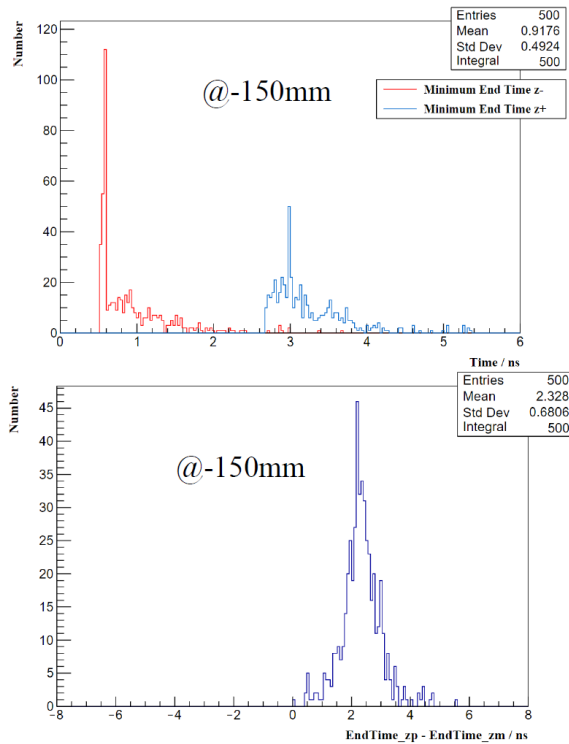 Entries 500
Mean 0.9176
Std Dev 0.4924
Integral 500
Minimum End Time z-
Minimum End Time z+
@-150mm
Number
120
100
80
60
40
20
0
0 1 2 3 4 5 6
Time / ns
Entries 500
Mean 2.328
Std Dev 0.6806
Integral 500
@-150mm
Number
45
40
35
30
25
20
15
10
5
0
−8 −6 −4 −2 0 2 4 6 8
EndTime_zp - EndTime_zm / ns